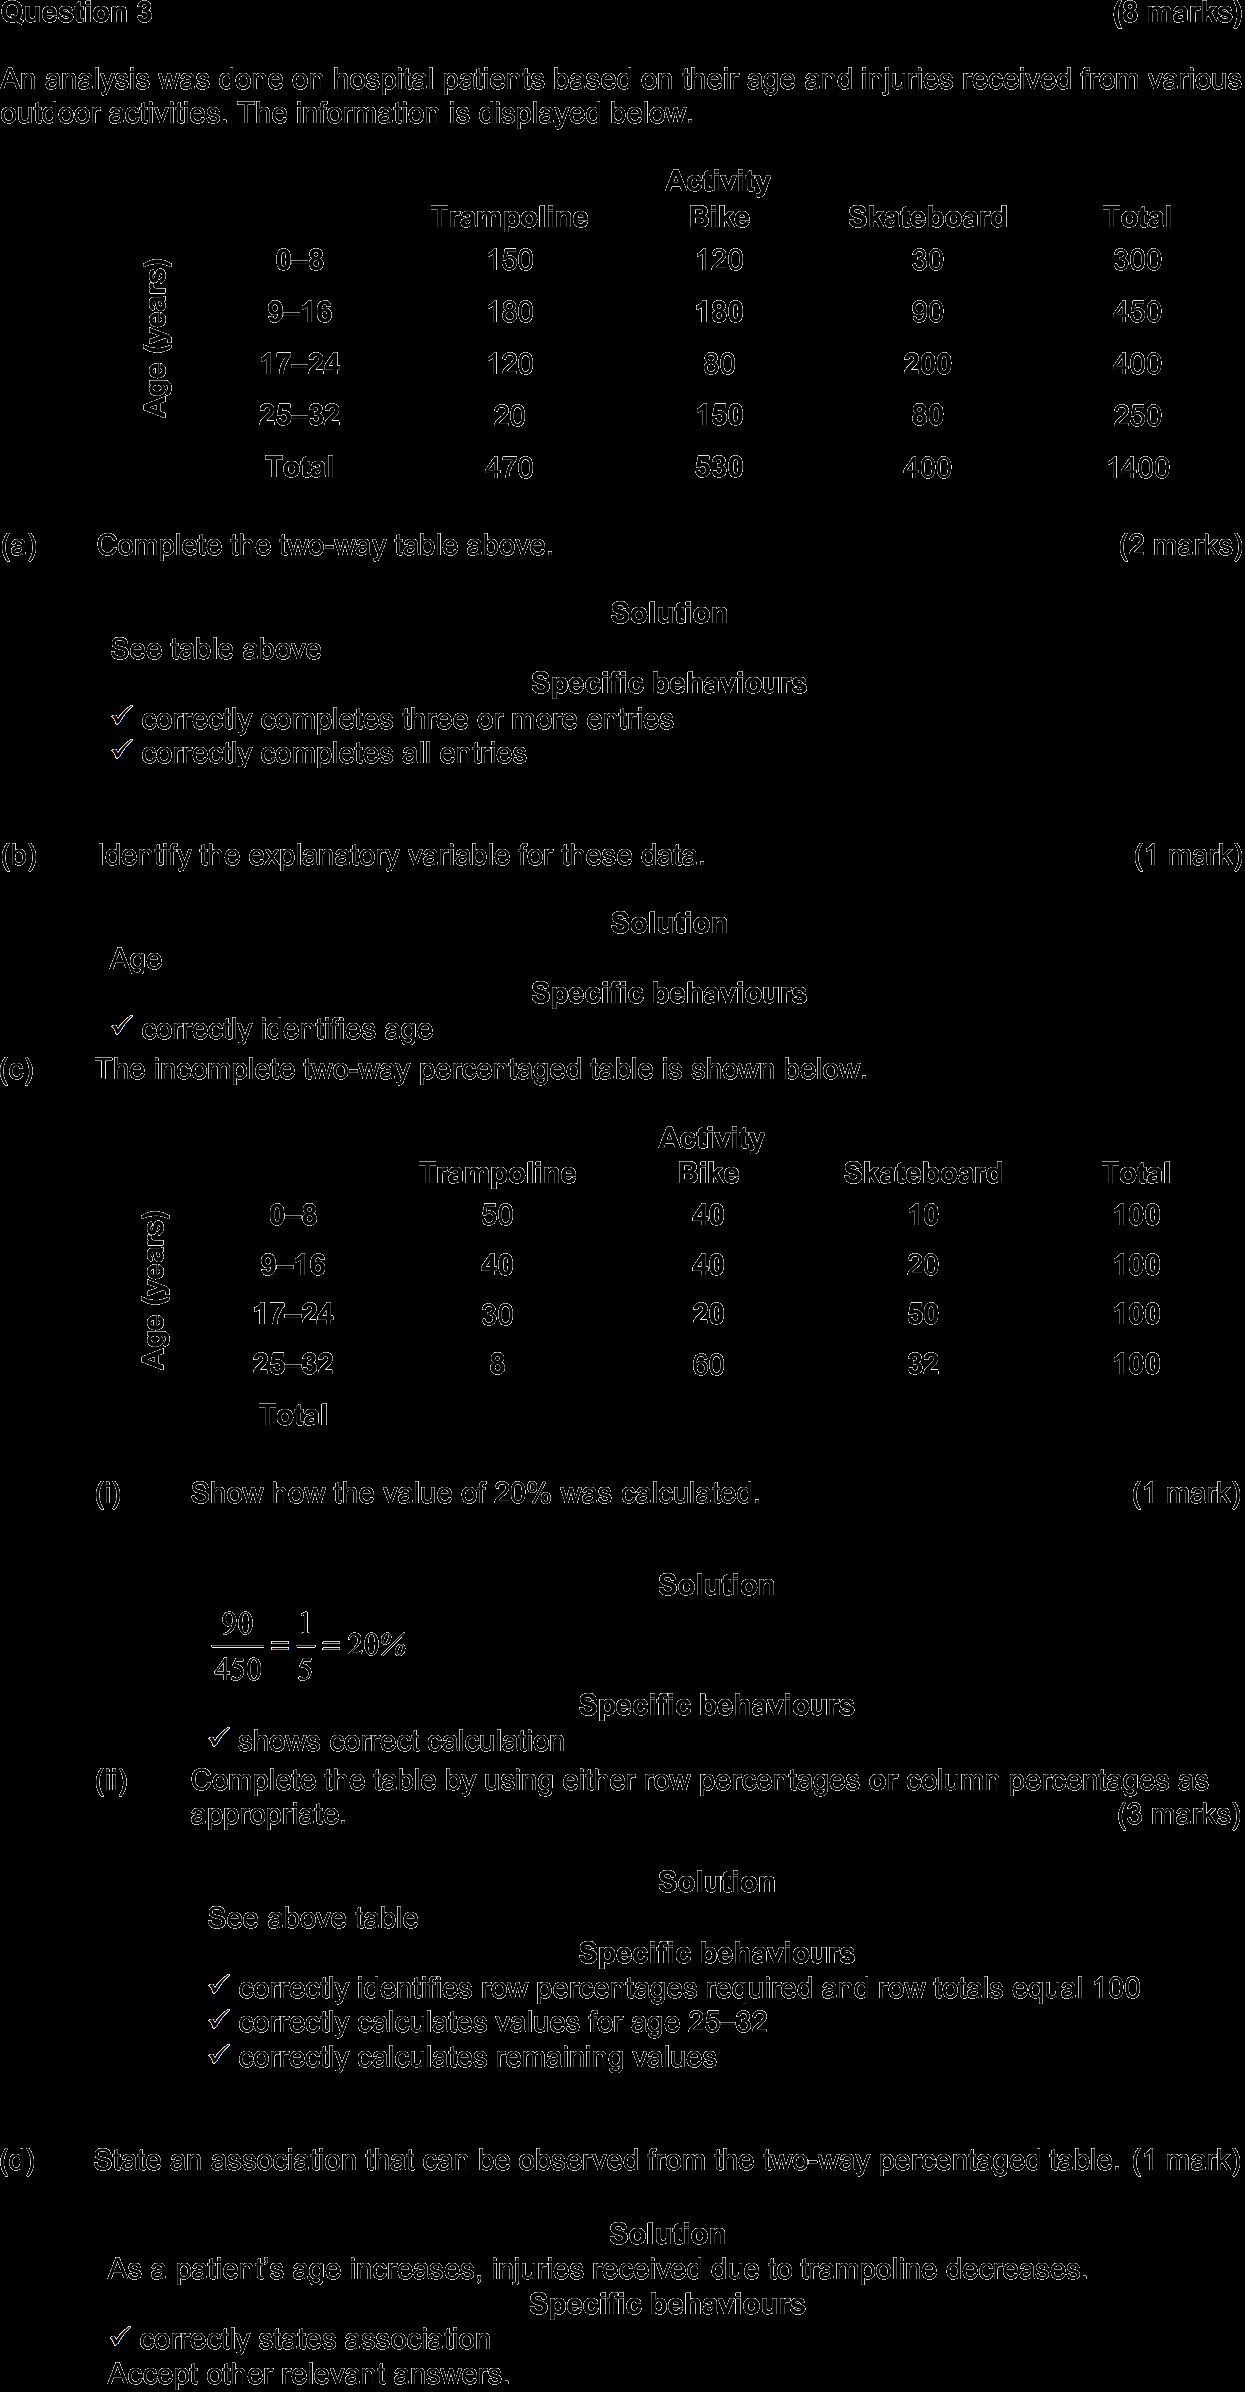 Question 3 (8 marks)
An analysis was done on hospital patients based on their age and injuries received from various
outdoor activities. The information is displayed below.
Activity
Trampoline Bike Skateboard Total
Age (years)
0–8 150 120 30 300
9–16 180 180 90 450
17–24 120 80 200 400
25–32 20 150 80 250
Total 470 530 400 1400
(a) Complete the two-way table above. (2 marks)
Solution
See table above
Specific behaviours
✓ correctly completes three or more entries
✓ correctly completes all entries
(b) Identify the explanatory variable for these data. (1 mark)
Solution
Age
Specific behaviours
✓ correctly identifies age
(c) The incomplete two-way percentaged table is shown below.
Activity
Trampoline Bike Skateboard Total
Age (years)
0–8 50 40 10 100
9–16 40 40 20 100
17–24 30 20 50 100
25–32 8 60 32 100
Total
(i) Show how the value of 20% was calculated. (1 mark)
Solution
90/450 = 1/5 = 20%
Specific behaviours
✓ shows correct calculation
(ii) Complete the table by using either row percentages or column percentages as
appropriate. (3 marks)
Solution
See above table
Specific behaviours
✓ correctly identifies row percentages required and row totals equal 100
✓ correctly calculates values for age 25–32
✓ correctly calculates remaining values
(d) State an association that can be observed from the two-way percentaged table. (1 mark)
Solution
As a patient's age increases, injuries received due to trampoline decreases.
Specific behaviours
✓ correctly states association
Accept other relevant answers.